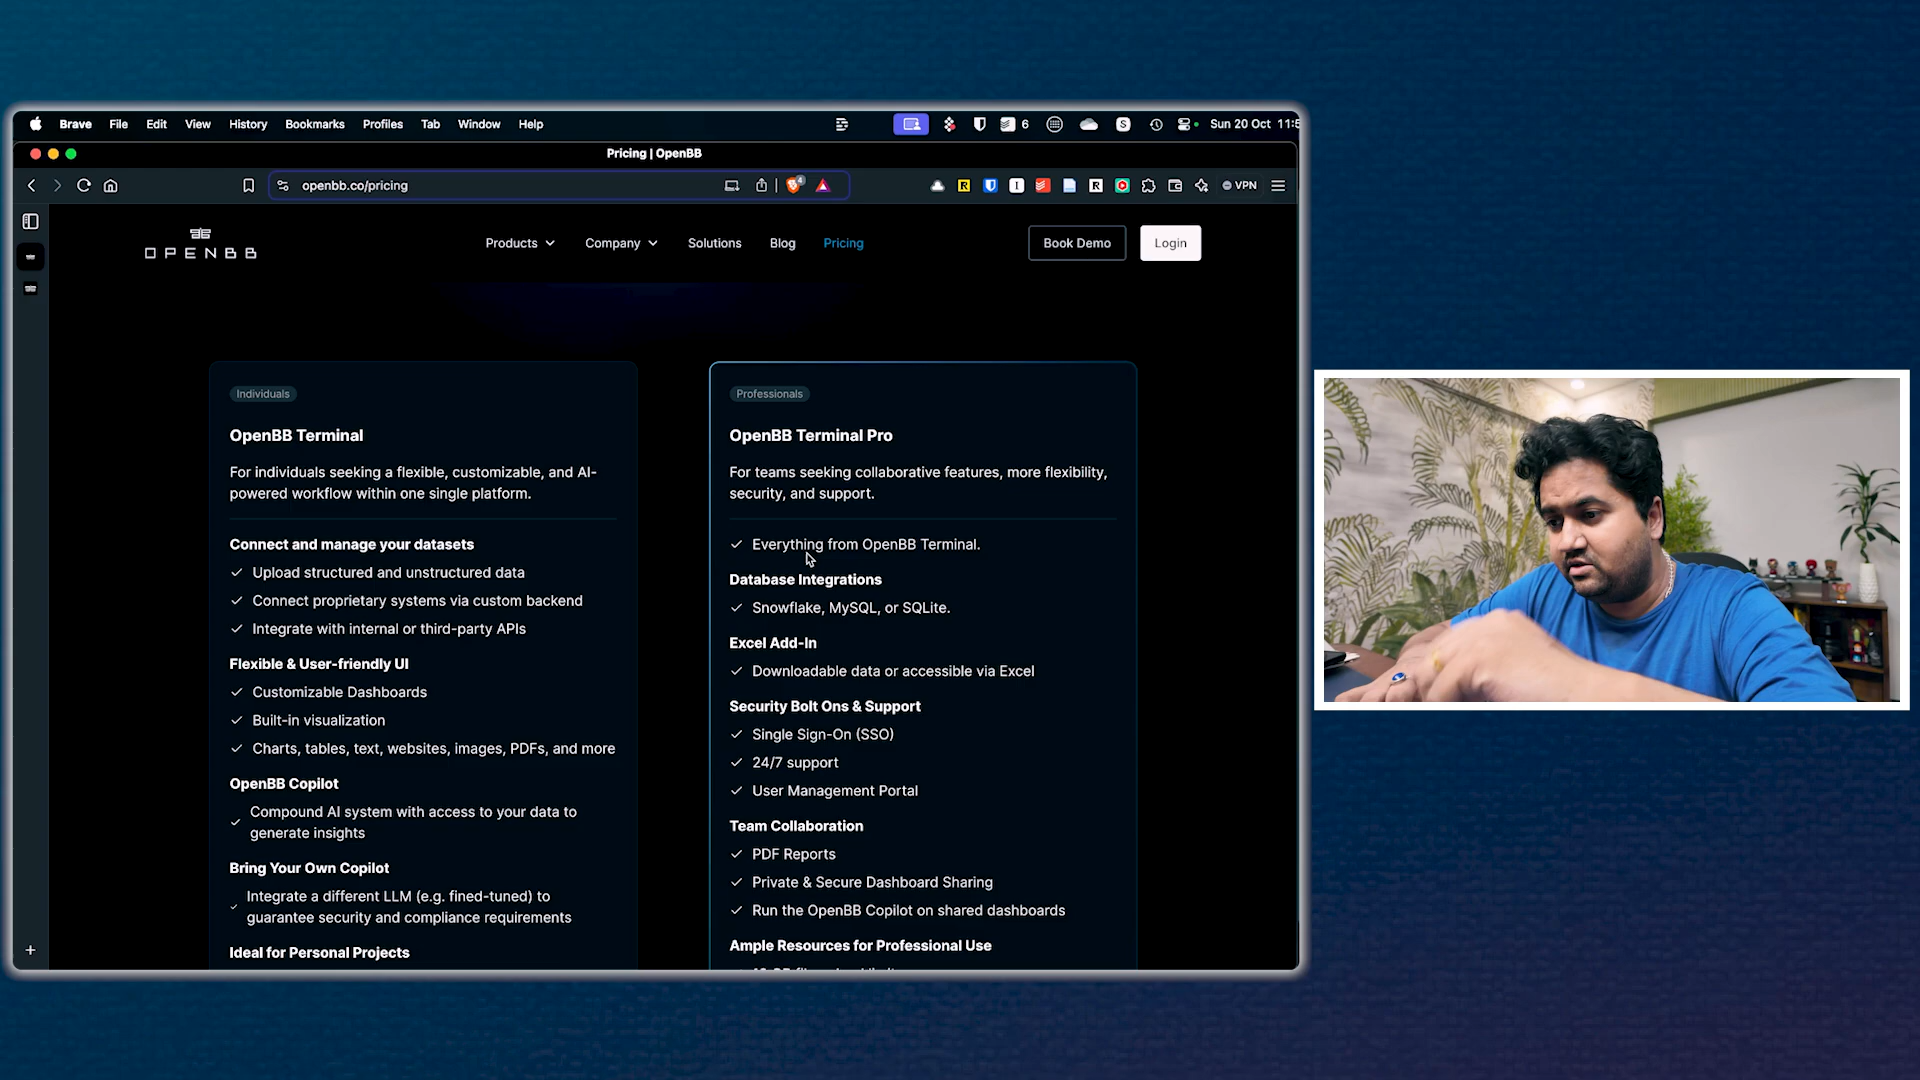 Brave File Edit View History Bookmarks Profiles Tab Window Help 6 S Sun 20 Oct 11:5
Pricing | OpenBB
openbb.co/pricing 4 R I R VPN
OPENBB Products Company Solutions Blog Pricing Book Demo Login
Individuals
OpenBB Terminal
For individuals seeking a flexible, customizable, and AI-
powered workflow within one single platform.
Connect and manage your datasets
Upload structured and unstructured data
Connect proprietary systems via custom backend
Integrate with internal or third-party APIs
Flexible & User-friendly UI
Customizable Dashboards
Built-in visualization
Charts, tables, text, websites, images, PDFs, and more
OpenBB Copilot
Compound AI system with access to your data to
generate insights
Bring Your Own Copilot
Integrate a different LLM (e.g. fined-tuned) to
guarantee security and compliance requirements
Ideal for Personal Projects
Professionals
OpenBB Terminal Pro
For teams seeking collaborative features, more flexibility,
security, and support.
Everything from OpenBB Terminal.
Database Integrations
Snowflake, MySQL, or SQLite.
Excel Add-In
Downloadable data or accessible via Excel
Security Bolt Ons & Support
Single Sign-On (SSO)
24/7 support
User Management Portal
Team Collaboration
PDF Reports
Private & Secure Dashboard Sharing
Run the OpenBB Copilot on shared dashboards
Ample Resources for Professional Use